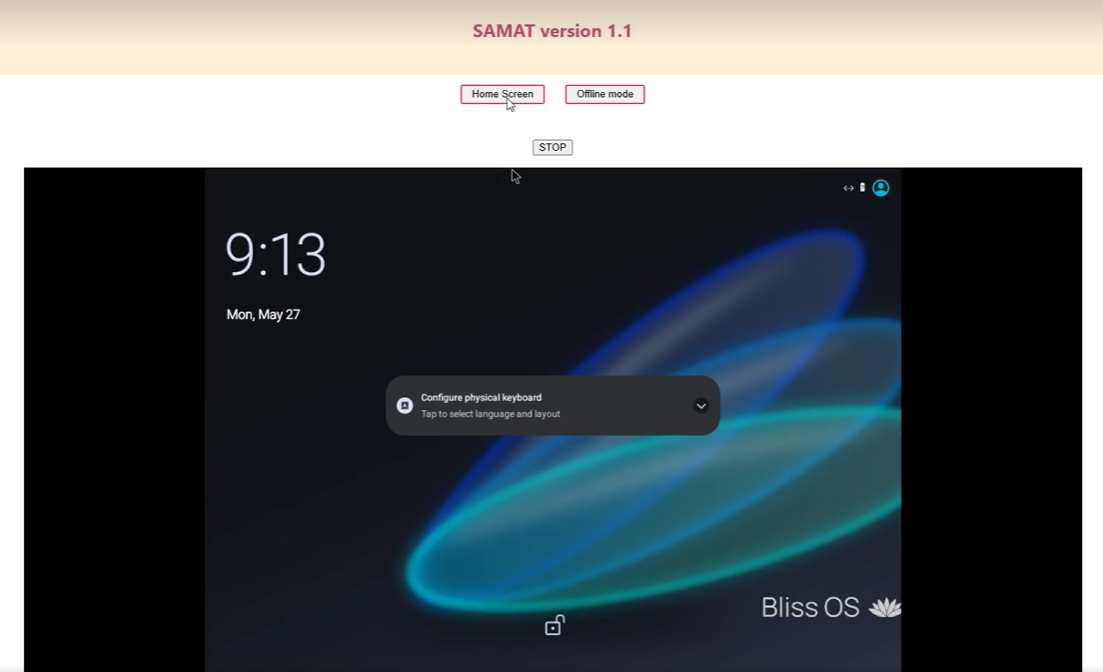 SAMAT version 1.1
Home Screen
Offline mode
STOP
9:13
Mon, May 27
Configure physical keyboard
Tap to select language and layout
Bliss OS